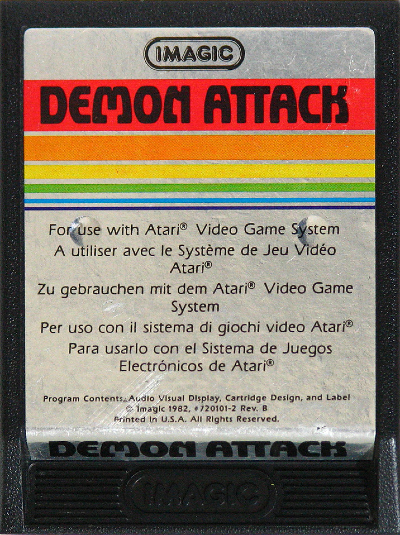 IMAGIC
DEMON ATTACK
For use with Atari® Video Game System
A utiliser avec le Système de Jeu Vidéo
Atari®
Zu gebrauchen mit dem Atari® Video Game
System
Per uso con il sistema di giochi video Atari®
Para usarlo con el Sistema de Juegos
Electrónicos de Atari®
Program Contents, Audio Visual Display, Cartridge Design, and Label
© Imagic 1982, #720101-2 Rev. B
Printed in U.S.A. All Rights Reserved.
DEMON ATTACK
IMAGIC